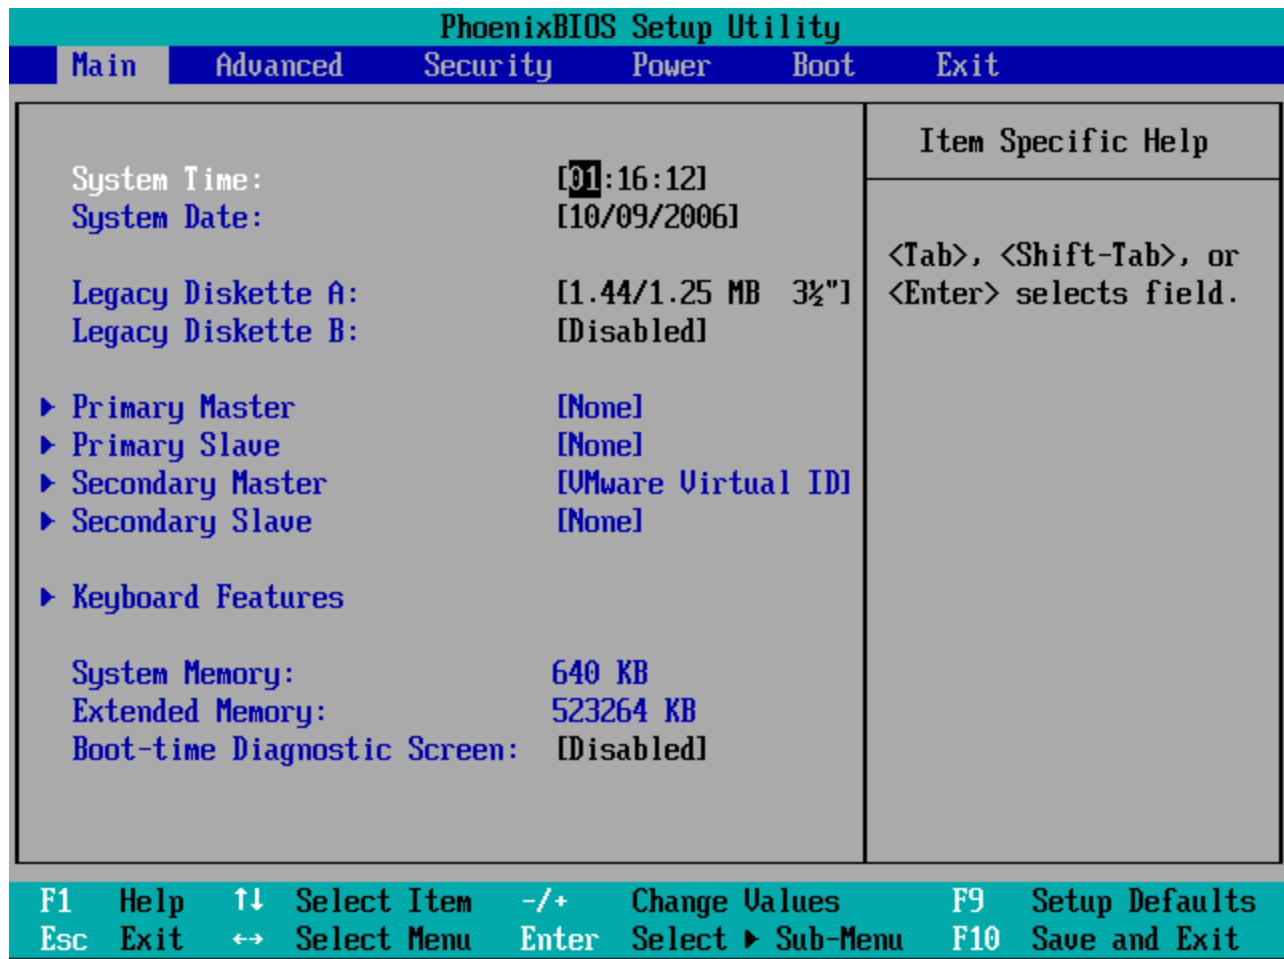 PhoenixBIOS Setup Utility
Main Advanced Security Power Boot Exit
System Time: [01:16:12]
System Date: [10/09/2006]
Legacy Diskette A: [1.44/1.25 MB 3½"]
Legacy Diskette B: [Disabled]
▶ Primary Master [None]
▶ Primary Slave [None]
▶ Secondary Master [VMware Virtual ID]
▶ Secondary Slave [None]
▶ Keyboard Features
System Memory: 640 KB
Extended Memory: 523264 KB
Boot-time Diagnostic Screen: [Disabled]
Item Specific Help
<Tab>, <Shift-Tab>, or
<Enter> selects field.
F1 Help ↑↓ Select Item -/+ Change Values F9 Setup Defaults
Esc Exit ↔ Select Menu Enter Select ▶ Sub-Menu F10 Save and Exit